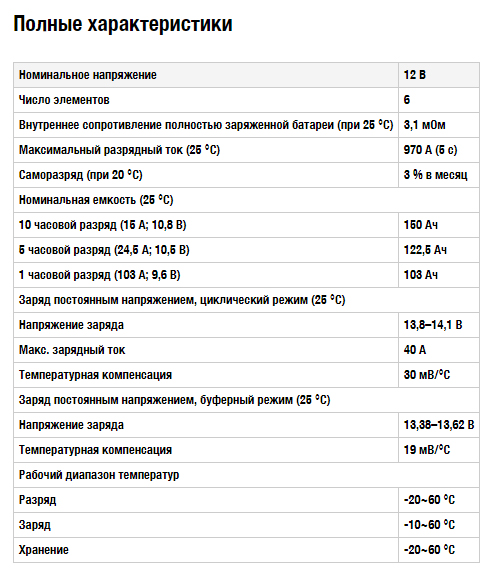 Полные характеристики
Номинальное напряжение 12 В
Число элементов 6
Внутреннее сопротивление полностью заряженной батареи (при 25 °С) 3,1 мОм
Максимальный разрядный ток (25 °С) 970 А (5 с)
Саморазряд (при 20 °С) 3 % в месяц
Номинальная емкость (25 °С)
10 часовой разряд (15 А; 10,8 В) 150 Ач
5 часовой разряд (24,5 А; 10,5 В) 122,5 Ач
1 часовой разряд (103 А; 9,6 В) 103 Ач
Заряд постоянным напряжением, циклический режим (25 °С)
Напряжение заряда 13,8–14,1 В
Макс. зарядный ток 40 А
Температурная компенсация 30 мВ/°С
Заряд постоянным напряжением, буферный режим (25 °С)
Напряжение заряда 13,38–13,62 В
Температурная компенсация 19 мВ/°С
Рабочий диапазон температур
Разряд -20~60 °С
Заряд -10~60 °С
Хранение -20~60 °С